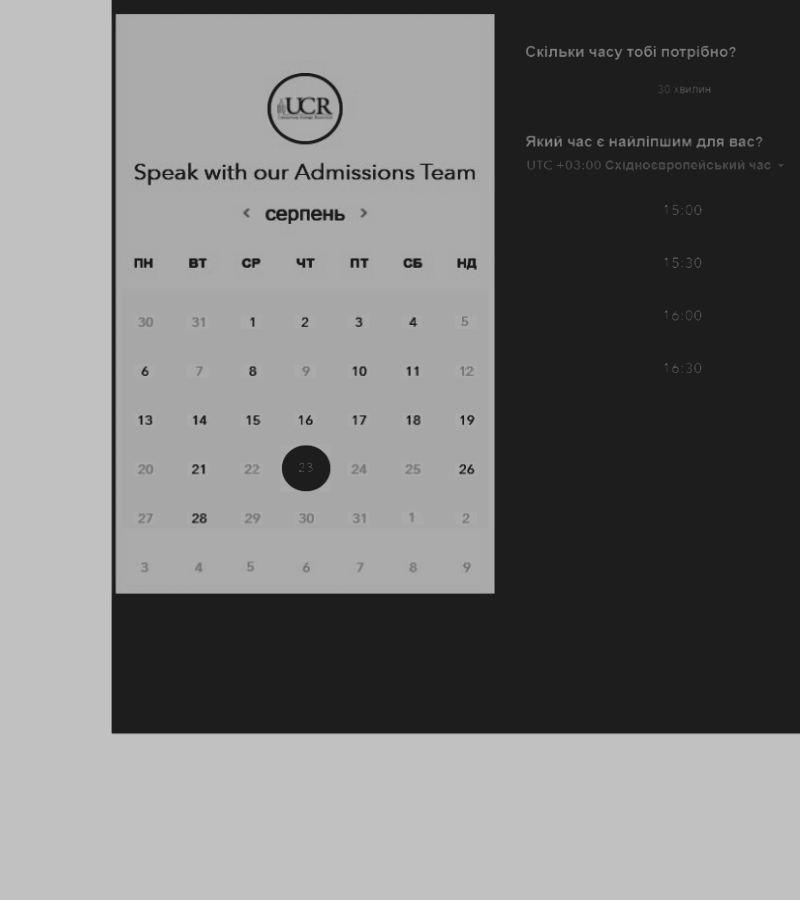 UCR
Speak with our Admissions Team
серпень
ПН ВТ СР ЧТ ПТ СБ НД
30 31 1 2 3 4 5
6 7 8 9 10 11 12
13 14 15 16 17 18 19
20 21 22 23 24 25 26
27 28 29 30 31 1 2
3 4 5 6 7 8 9
Скільки часу тобі потрібно?
30 хвилин
Який час є найліпшим для вас?
UTC +03:00 Східноєвропейський час
15:00
15:30
16:00
16:30